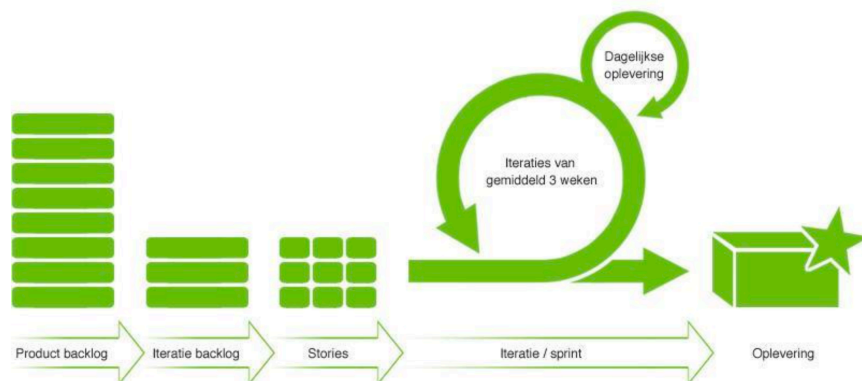 Dagelijkse
oplevering
Iteraties van
gemiddeld 3 weken
Product backlog
Iteratie backlog
Stories
Iteratie / sprint
Oplevering